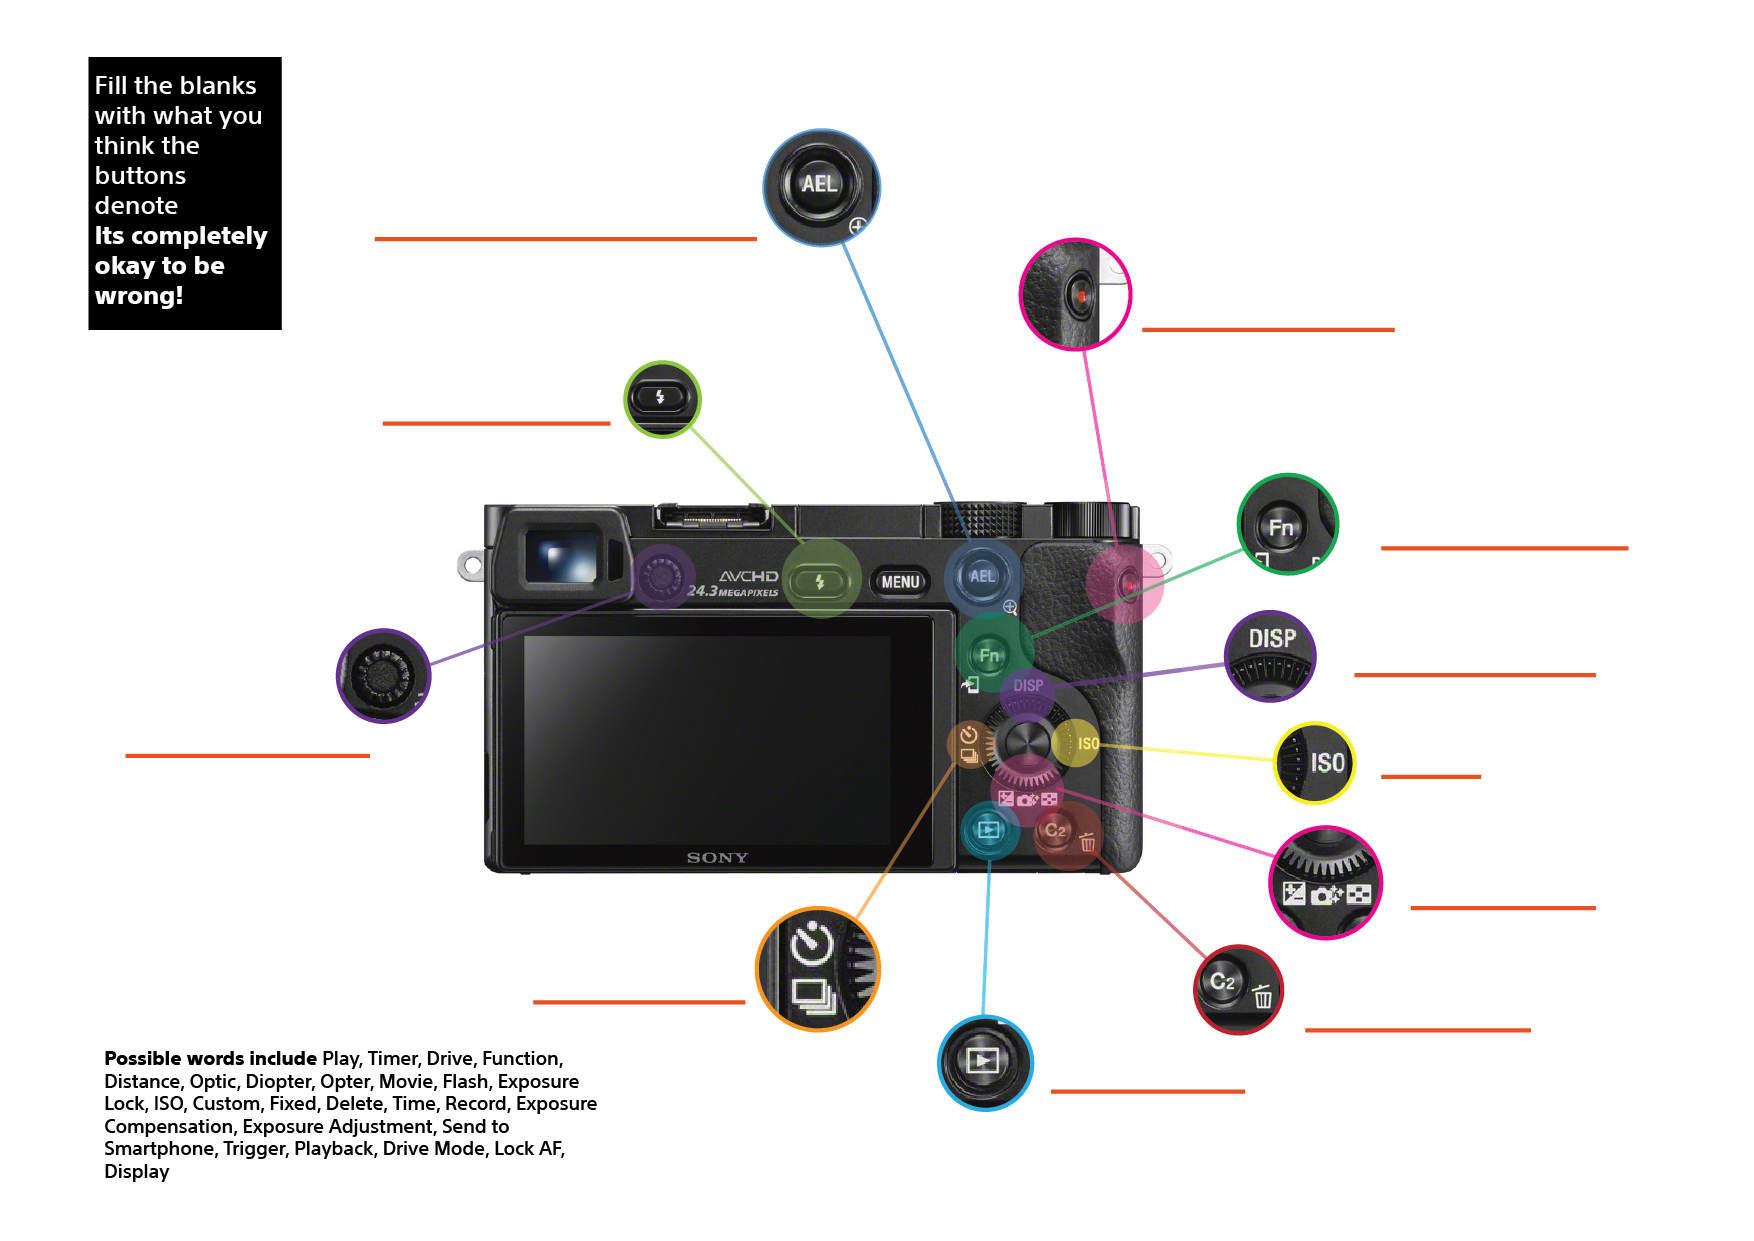 Fill the blanks
with what you
think the
buttons
denote
Its completely
okay to be
wrong!
AEL
Fn
DISP
ISO
C2
AVCHD
24.3 MEGAPIXELS
MENU
AEL
Fn
DISP
ISO
C2
SONY
Possible words include Play, Timer, Drive, Function,
Distance, Optic, Diopter, Opter, Movie, Flash, Exposure
Lock, ISO, Custom, Fixed, Delete, Time, Record, Exposure
Compensation, Exposure Adjustment, Send to
Smartphone, Trigger, Playback, Drive Mode, Lock AF,
Display